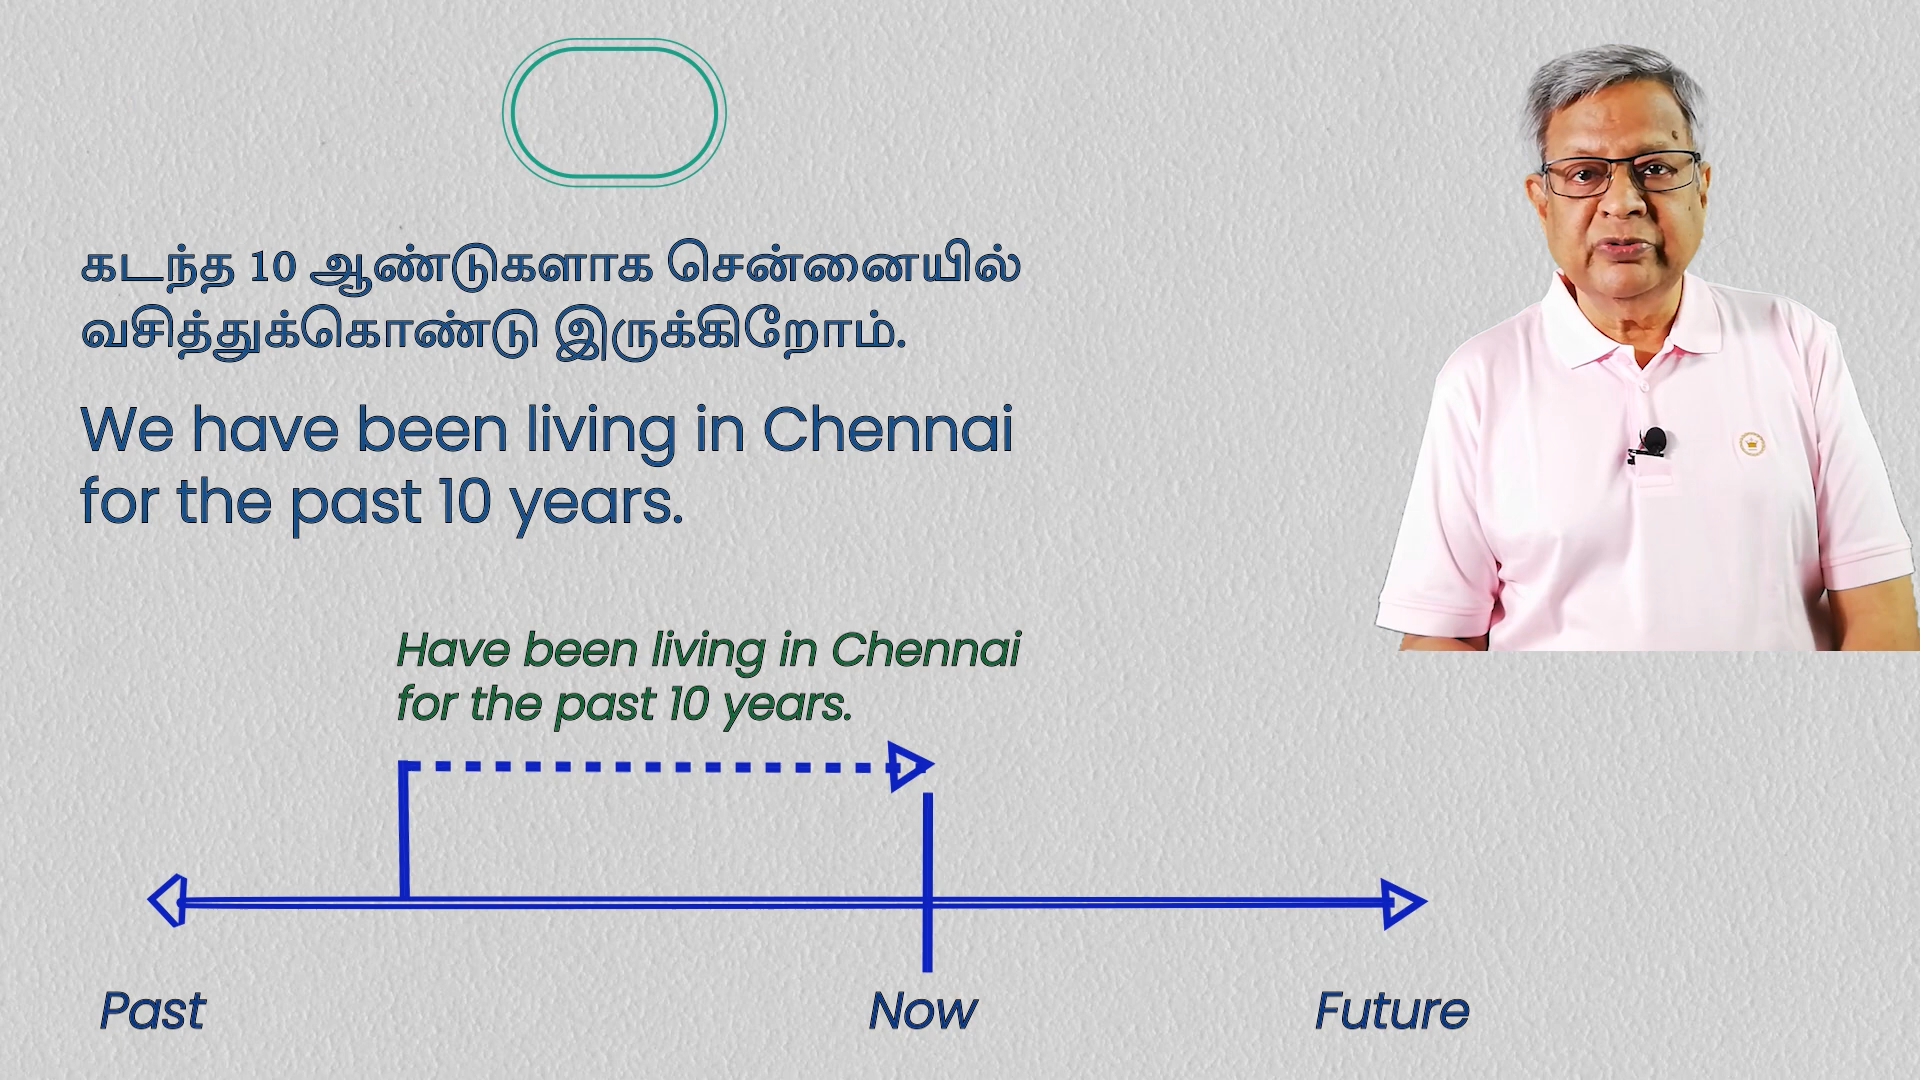 கடந்த 10 ஆண்டுகளாக சென்னையில்
வசித்துக்கொண்டு இருக்கிறோம்.
We have been living in Chennai
for the past 10 years.
Have been living in Chennai
for the past 10 years.
Past
Now
Future